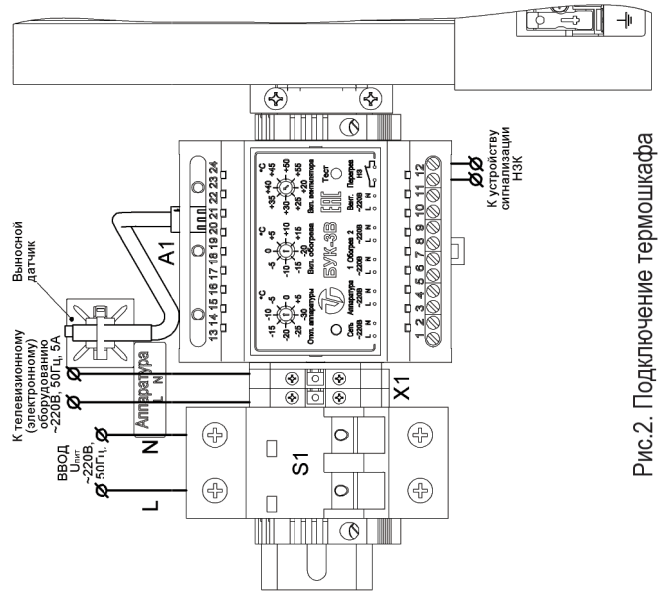 К телевизионному
(электронному)
оборудованию
~220В, 50Гц, 5А
Выносной
датчик
ВВОД
Uпит
~220В,
50Гц,
L
N
Аппаратура
L N
A1
13 14 15 16 17 18 19 20 21 22 23 24
°C
-15 -10 -5
-20 0
-25 -30 +5
Откл. аппаратуры
°C
-5 0 +5
-10 +10
-15 -20 +15
Вкл. обогрева
°C
+35 +40 +45
+30 +50
+25 +20 +55
Вкл. вентилятора
БУК-3В
ЕАС
Тест
Сеть Аппаратура 1 Обогрев 2 Вент. Перегрев
~220В ~220В ~220В ~220В ~220В НЗ
L N L N L N L N L N
1 2 3 4 5 6 7 8 9 10 11 12
S1
X1
К устройству
сигнализации
НЗК
Рис.2. Подключение термошкафа